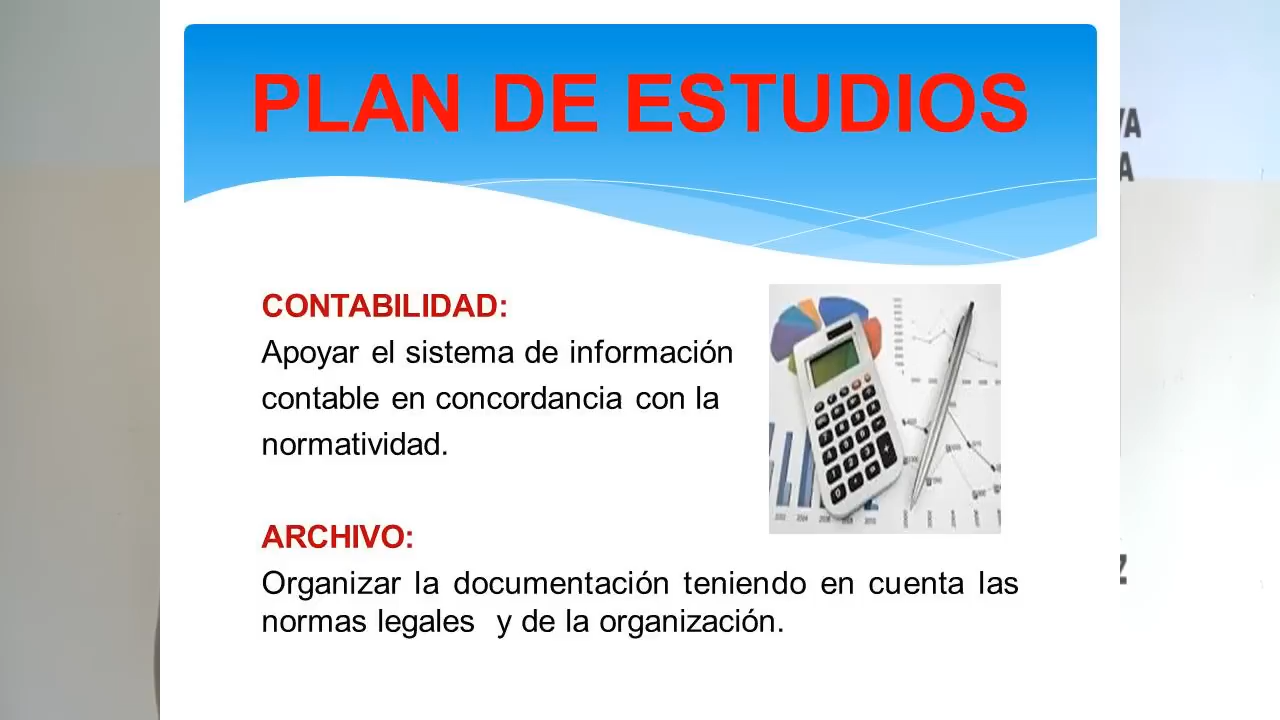 PLAN DE ESTUDIOS
CONTABILIDAD:
Apoyar el sistema de información
contable en concordancia con la
normatividad.
ARCHIVO:
Organizar la documentación teniendo en cuenta las
normas legales y de la organización.